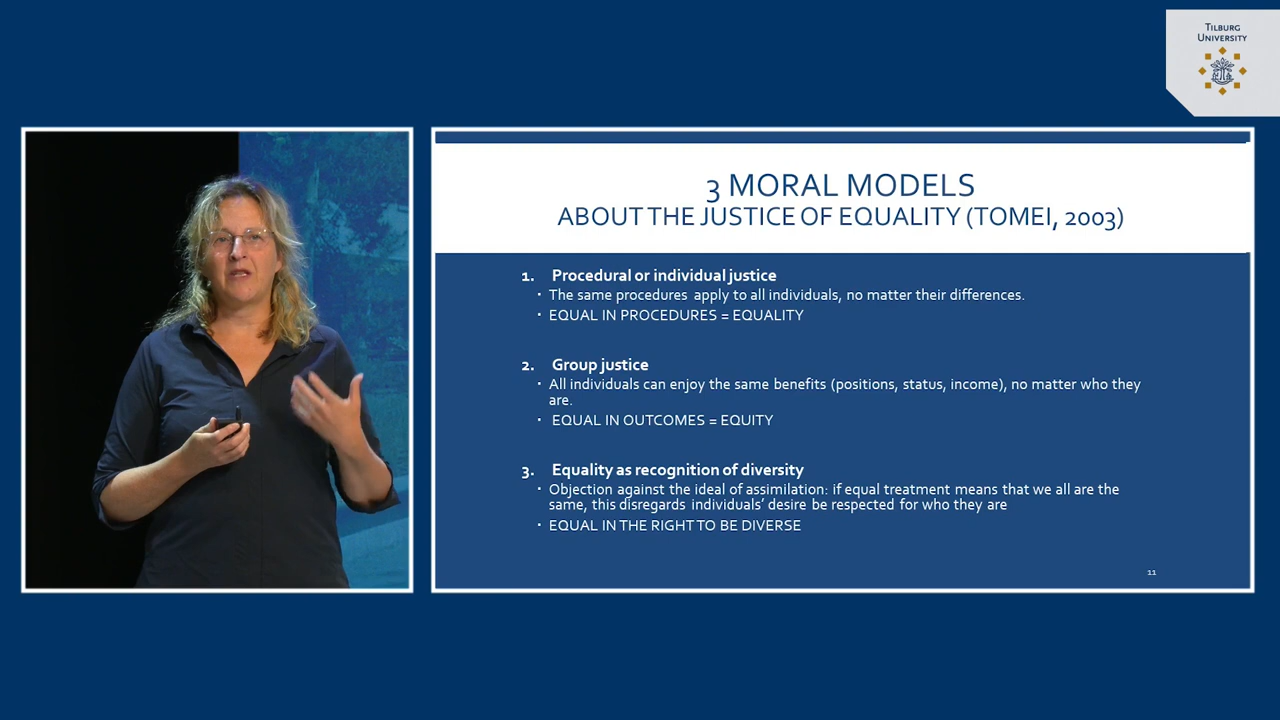 TILBURG
UNIVERSITY
3 MORAL MODELS
ABOUT THE JUSTICE OF EQUALITY (TOMEI, 2003)
1. Procedural or individual justice
· The same procedures apply to all individuals, no matter their differences.
· EQUAL IN PROCEDURES = EQUALITY
2. Group justice
· All individuals can enjoy the same benefits (positions, status, income), no matter who they
are.
· EQUAL IN OUTCOMES = EQUITY
3. Equality as recognition of diversity
· Objection against the ideal of assimilation: if equal treatment means that we all are the
same, this disregards individuals' desire be respected for who they are
· EQUAL IN THE RIGHT TO BE DIVERSE
11